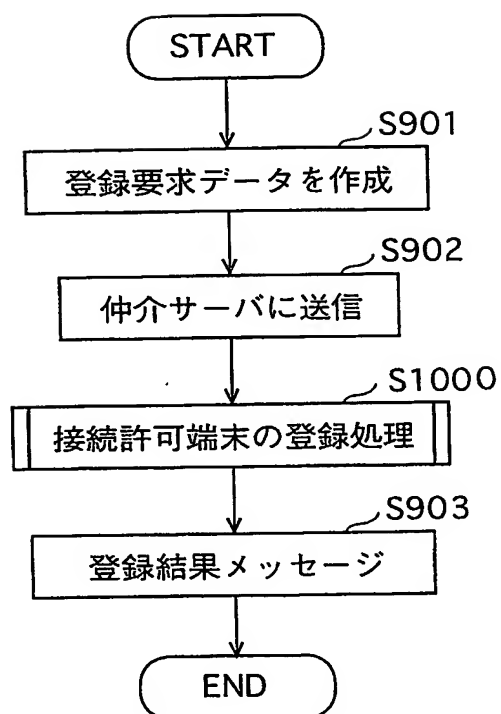 START
S901
登録要求データを作成
S902
仲介サーバに送信
S1000
接続許可端末の登録処理
S903
登録結果メッセージ
END